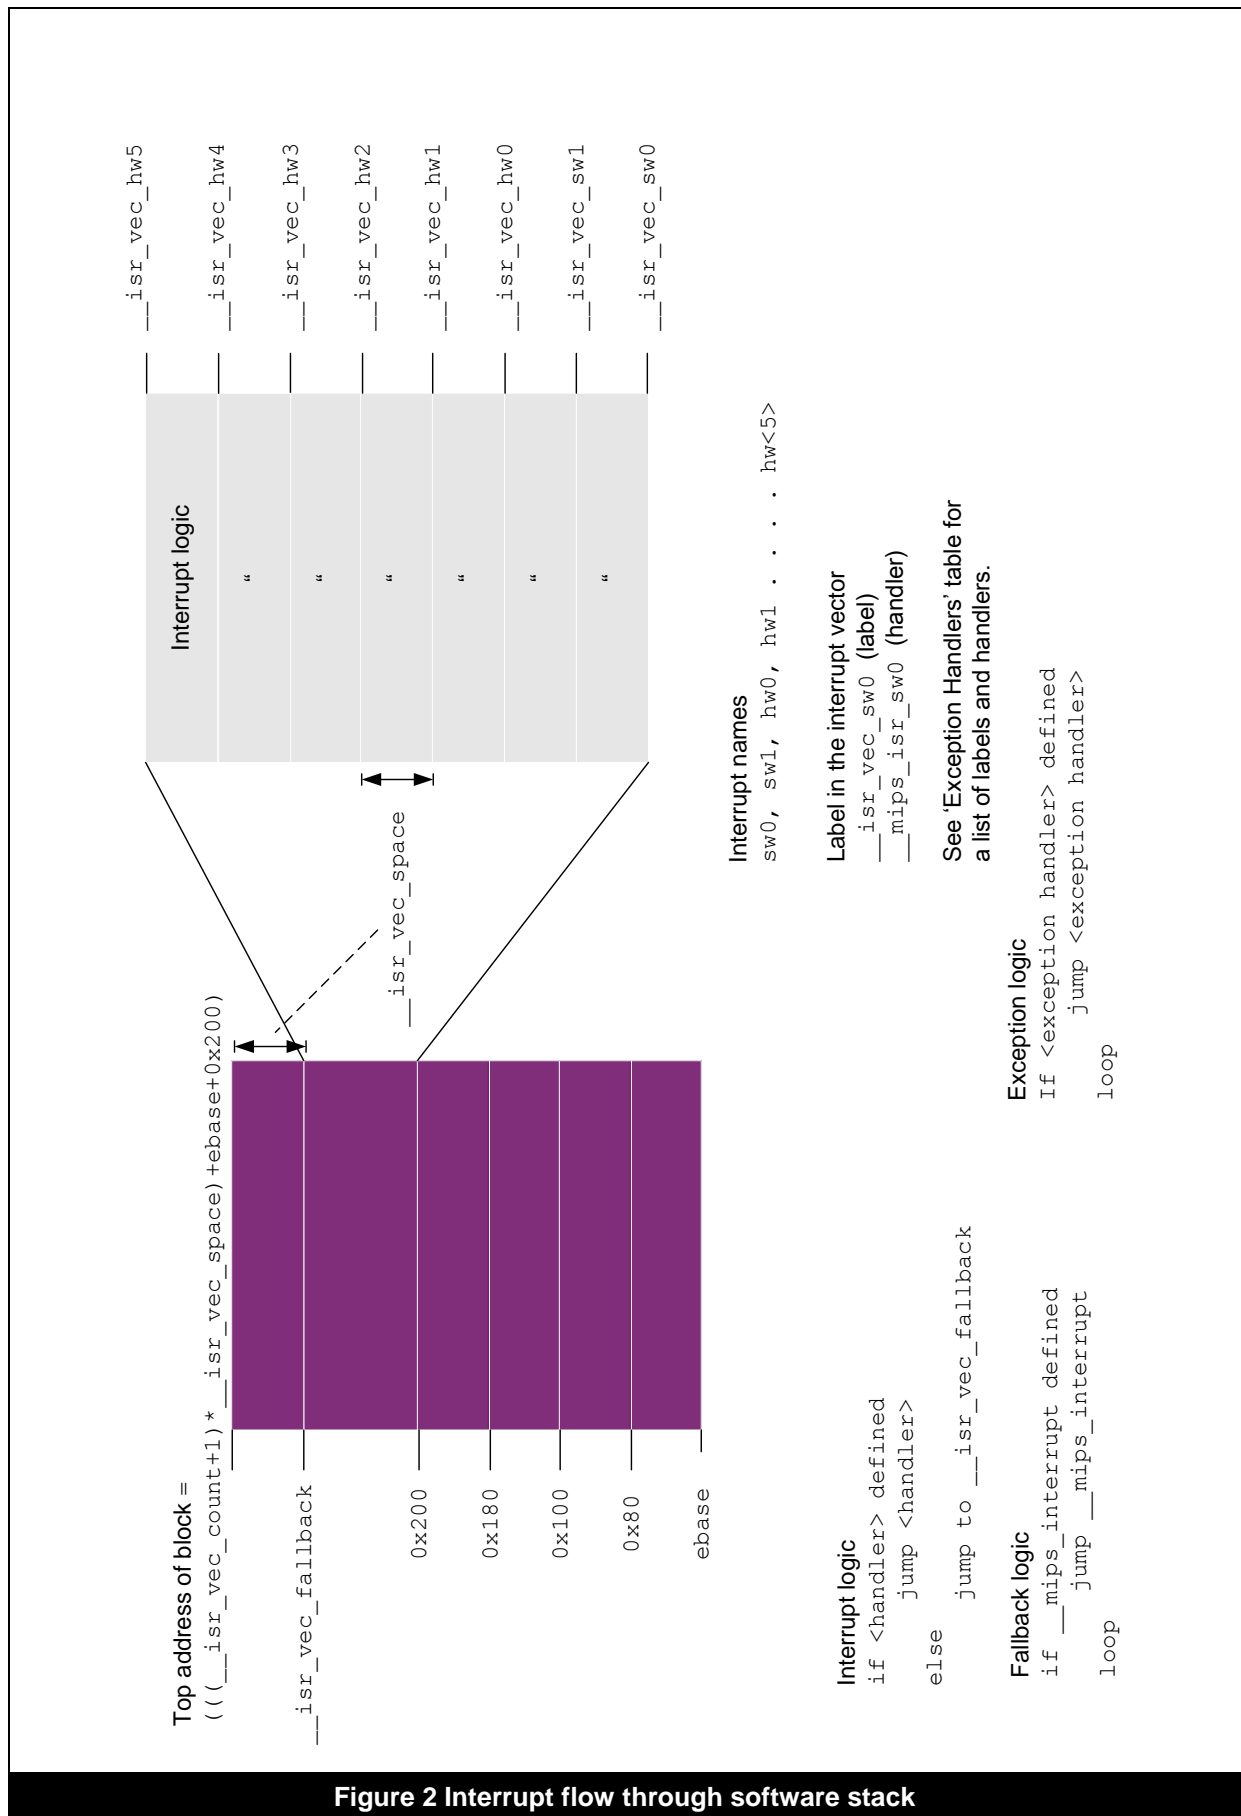 Top address of block =
(((__isr_vec_count+1)*__isr_vec_space)+ebase+0x200)
__isr_vec_fallback
0x200
0x180
0x100
0x80
ebase
__isr_vec_space
Interrupt logic
”
”
”
”
”
”
__isr_vec_hw5
__isr_vec_hw4
__isr_vec_hw3
__isr_vec_hw2
__isr_vec_hw1
__isr_vec_hw0
__isr_vec_sw1
__isr_vec_sw0
Interrupt names
sw0, sw1, hw0, hw1 . . . . hw<5>
Label in the interrupt vector
__isr_vec_sw0 (label)
__mips_isr_sw0 (handler)
See ‘Exception Handlers’ table for
a list of labels and handlers.
Interrupt logic
if <handler> defined
jump <handler>
else
jump to __isr_vec_fallback
Fallback logic
if __mips_interrupt defined
jump __mips_interrupt
loop
Exception logic
If <exception handler> defined
jump <exception handler>
loop
Figure 2 Interrupt flow through software stack